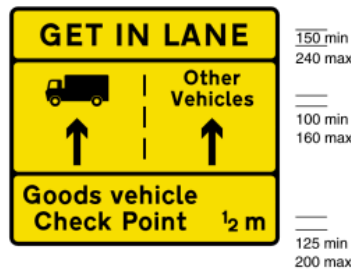 GET IN LANE
150 min
240 max
Other
Vehicles
100 min
160 max
Goods vehicle
Check Point ½ m
125 min
200 max